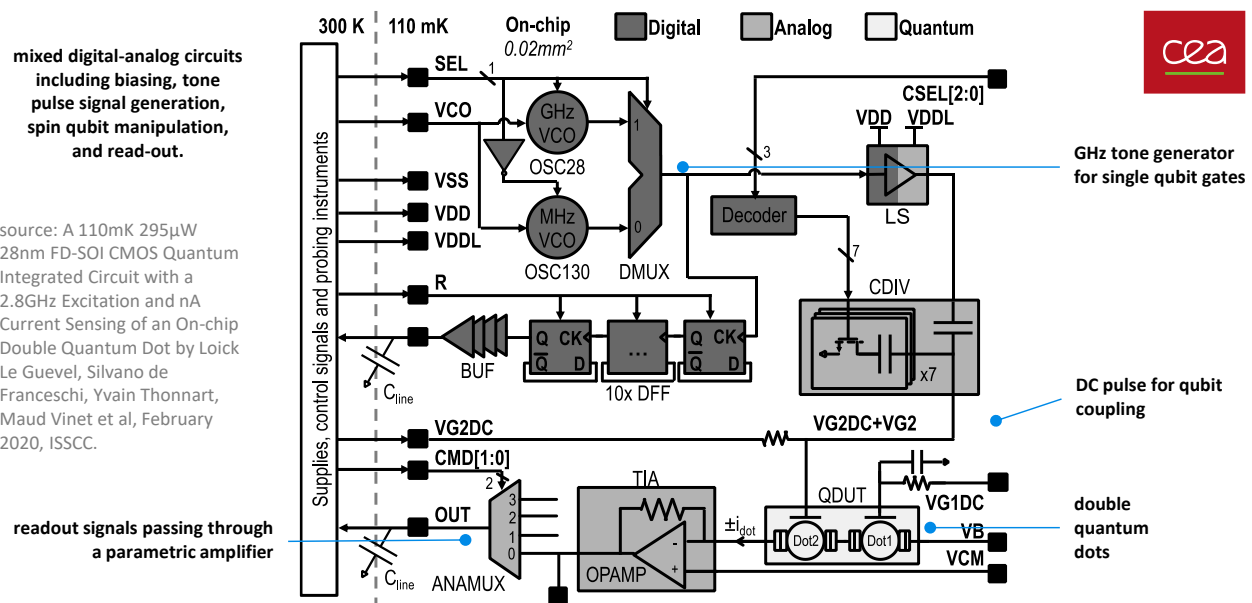 300 K
110 mK
On-chip
0.02mm²
Digital
Analog
Quantum
cea
mixed digital-analog circuits
including biasing, tone
pulse signal generation,
spin qubit manipulation,
and read-out.
source: A 110mK 295μW
28nm FD-SOI CMOS Quantum
Integrated Circuit with a
2.8GHz Excitation and nA
Current Sensing of an On-chip
Double Quantum Dot by Loick
Le Guevel, Silvano de
Franceschi, Yvain Thonnart,
Maud Vinet et al, February
2020, ISSCC.
readout signals passing through
a parametric amplifier
Supplies, control signals and probing instruments
SEL
1
VCO
VSS
VDD
VDDL
R
GHz
VCO
OSC28
MHz
VCO
OSC130
1
0
DMUX
CSEL[2:0]
3
Decoder
7
VDD
VDDL
LS
GHz tone generator
for single qubit gates
CDIV
x7
BUF
Q
CK
Q
D
...
10x DFF
Q
CK
Q
D
Cline
DC pulse for qubit
coupling
VG2DC
VG2DC+VG2
CMD[1:0]
2
OUT
3
2
1
0
ANAMUX
Cline
TIA
-
+
OPAMP
±idot
QDUT
Dot2
Dot1
VG1DC
VB
VCM
double
quantum
dots